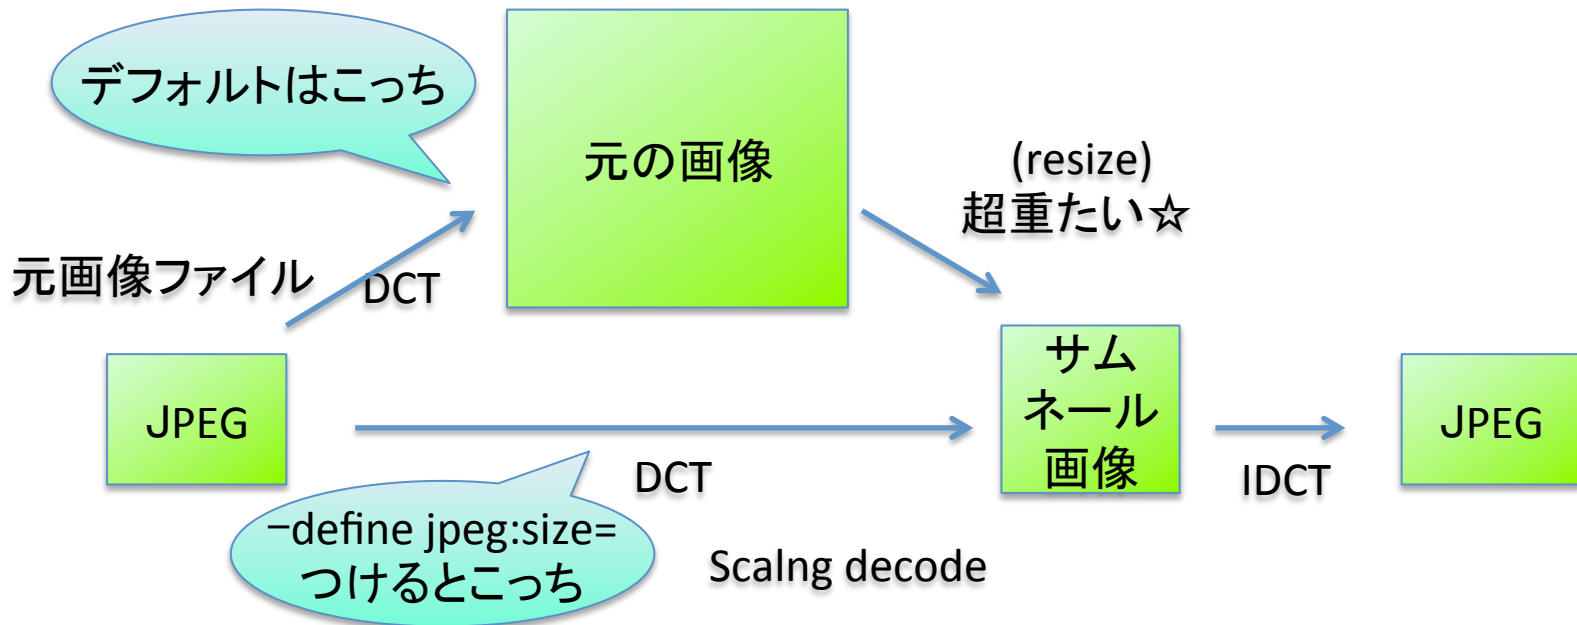 デフォルトはこっち
元の画像
(resize)
超重たい☆
元画像ファイル
DCT
JPEG
サム
ネール
画像
JPEG
DCT
IDCT
−define jpeg:size=
つけるとこっち
Scalng decode